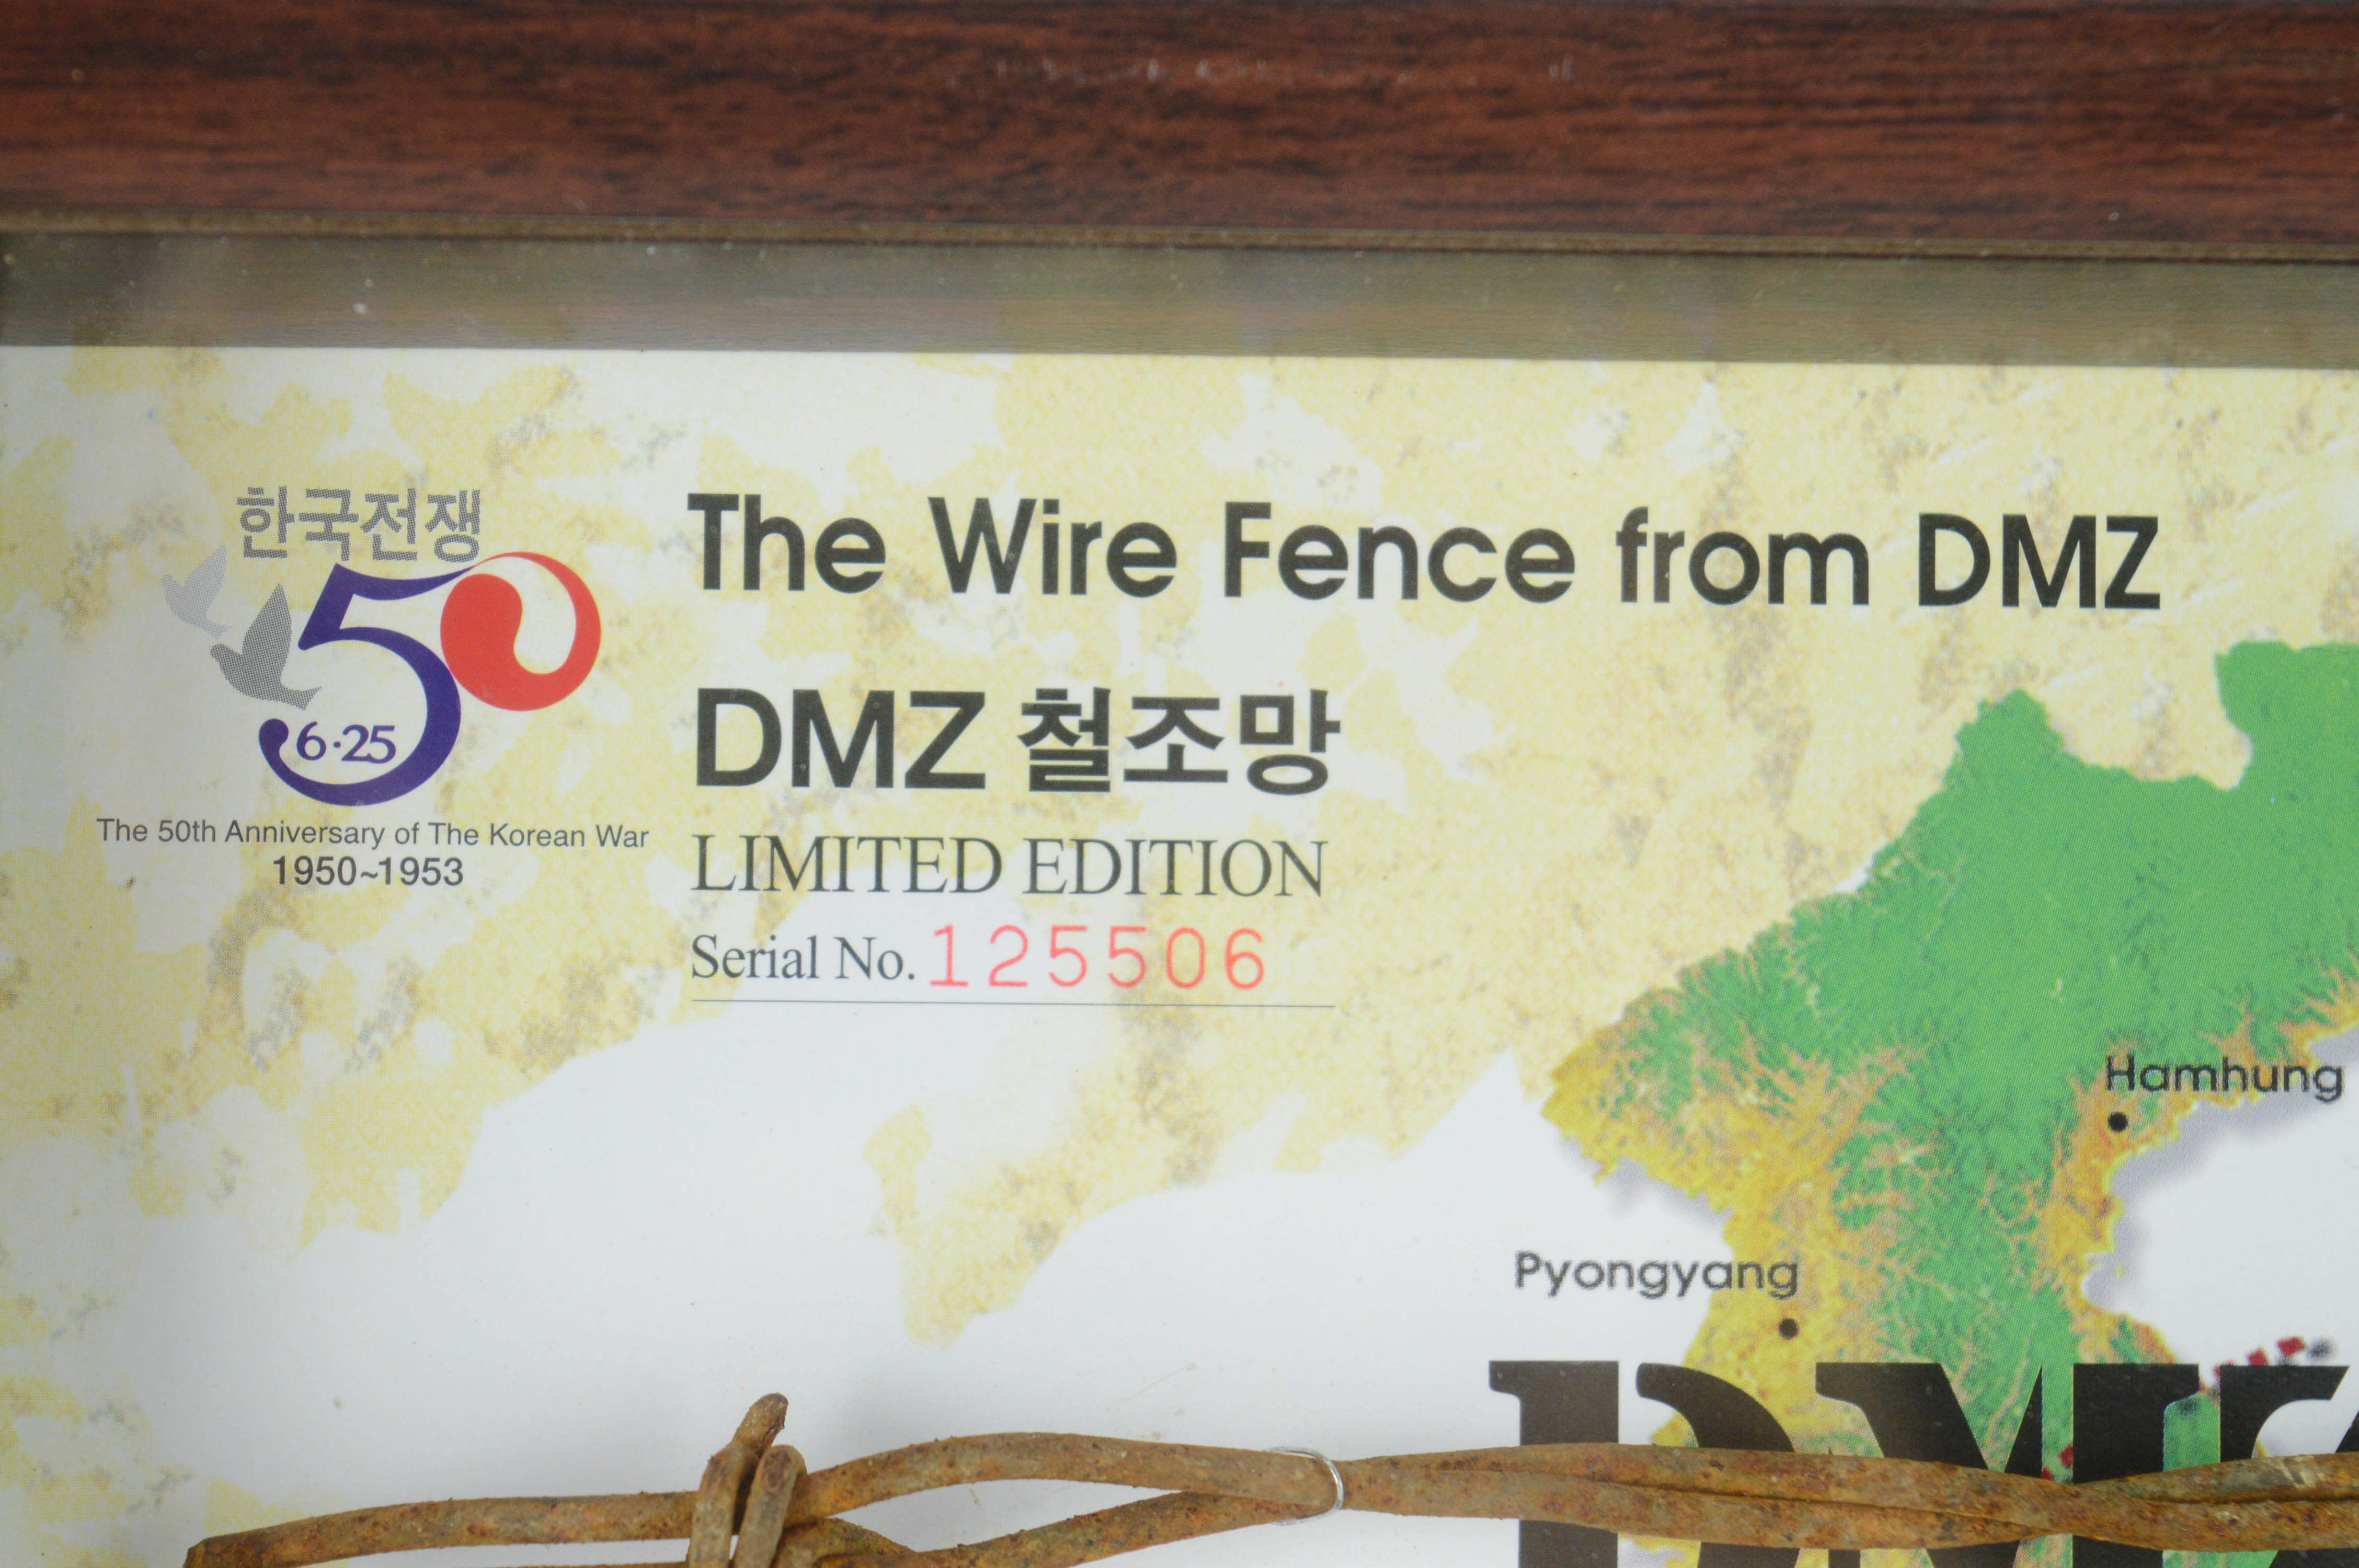 한국전쟁
50
6·25
The 50th Anniversary of The Korean War
1950~1953
The Wire Fence from DMZ
DMZ 철조망
LIMITED EDITION
Serial No. 125506
Hamhung
Pyongyang
DMZ